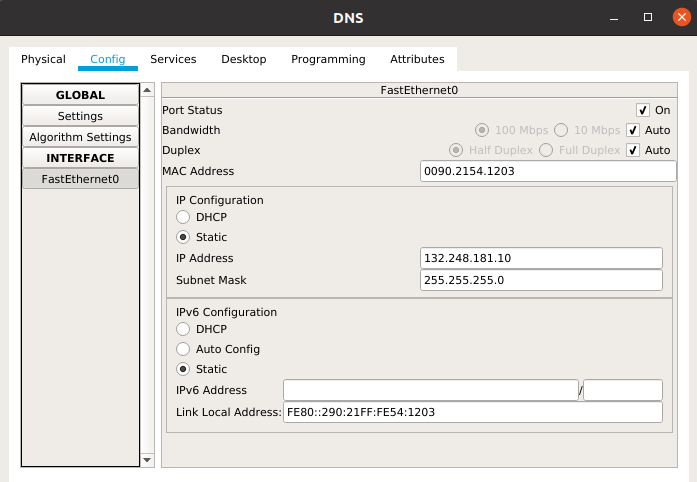 DNS
Physical Config Services Desktop Programming Attributes
GLOBAL
Settings
Algorithm Settings
INTERFACE
FastEthernet0
FastEthernet0
Port Status On
Bandwidth 100 Mbps 10 Mbps Auto
Duplex Half Duplex Full Duplex Auto
MAC Address 0090.2154.1203
IP Configuration
DHCP
Static
IP Address 132.248.181.10
Subnet Mask 255.255.255.0
IPv6 Configuration
DHCP
Auto Config
Static
IPv6 Address /
Link Local Address: FE80::290:21FF:FE54:1203